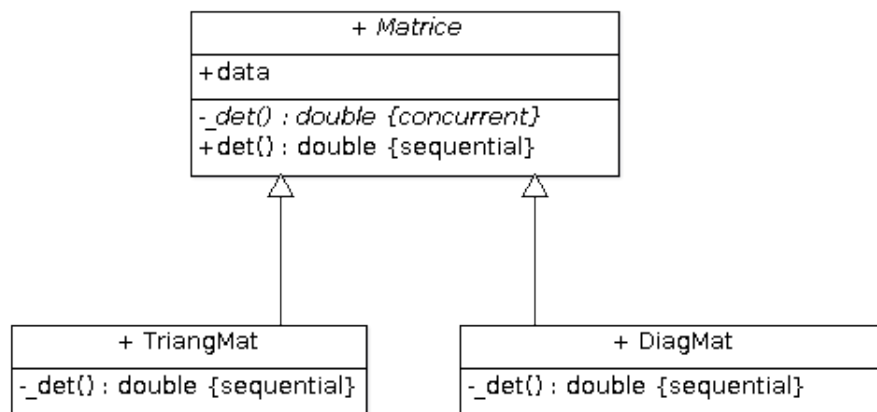 + Matrice
+data
-_det() : double {concurrent}
+det() : double {sequential}
+ TriangMat
-_det() : double {sequential}
+ DiagMat
-_det() : double {sequential}